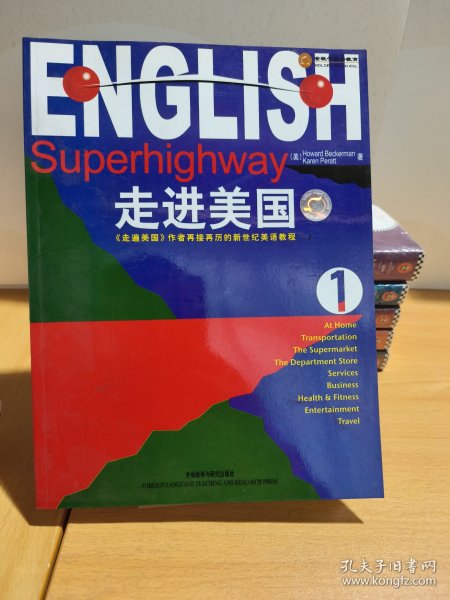 ENGLISH
Superhighway
(美) Howard Beckerman
Karen Peratt 著
走进美国
《走遍美国》作者再接再厉的新世纪美语教程
1
At Home
Transportation
The Supermarket
The Department Store
Services
Business
Health & Fitness
Entertainment
Travel
外语教学与研究出版社
FOREIGN LANGUAGE TEACHING AND RESEARCH PRESS
孔夫子旧书网
www.kongfz.com